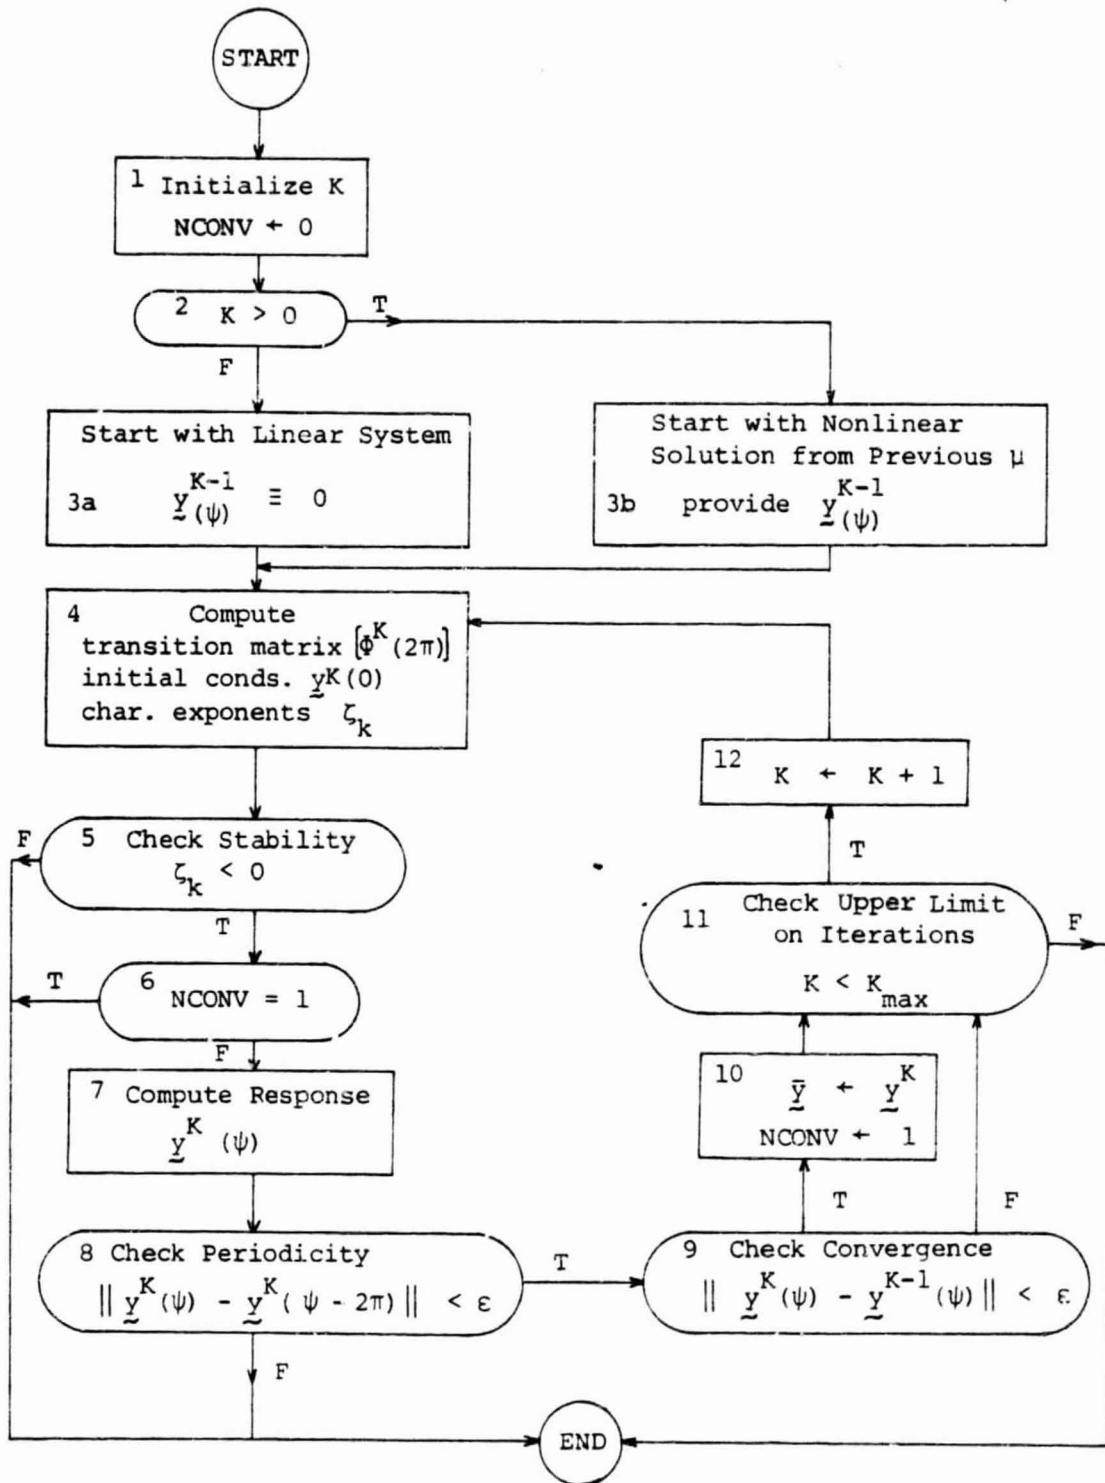 START
1 Initialize K
NCONV ← 0
2 K > 0
T
F
Start with Linear System
3a y^{K-1}_{(ψ)} ≡ 0
Start with Nonlinear
Solution from Previous μ
3b provide y^{K-1}_{(ψ)}
4 Compute
transition matrix [Φ^K (2π)]
initial conds. y^K(0)
char. exponents ζ_k
12 K ← K + 1
T
F
5 Check Stability
ζ_k < 0
T
11 Check Upper Limit
on Iterations
K < K_max
F
T
6 NCONV = 1
F
10 ȳ ← y^K
NCONV ← 1
7 Compute Response
y^K (ψ)
T
F
8 Check Periodicity
|| y^K(ψ) - y^K( ψ - 2π) || < ε
T
9 Check Convergence
|| y^K(ψ) - y^{K-1}(ψ) || < ε
F
END